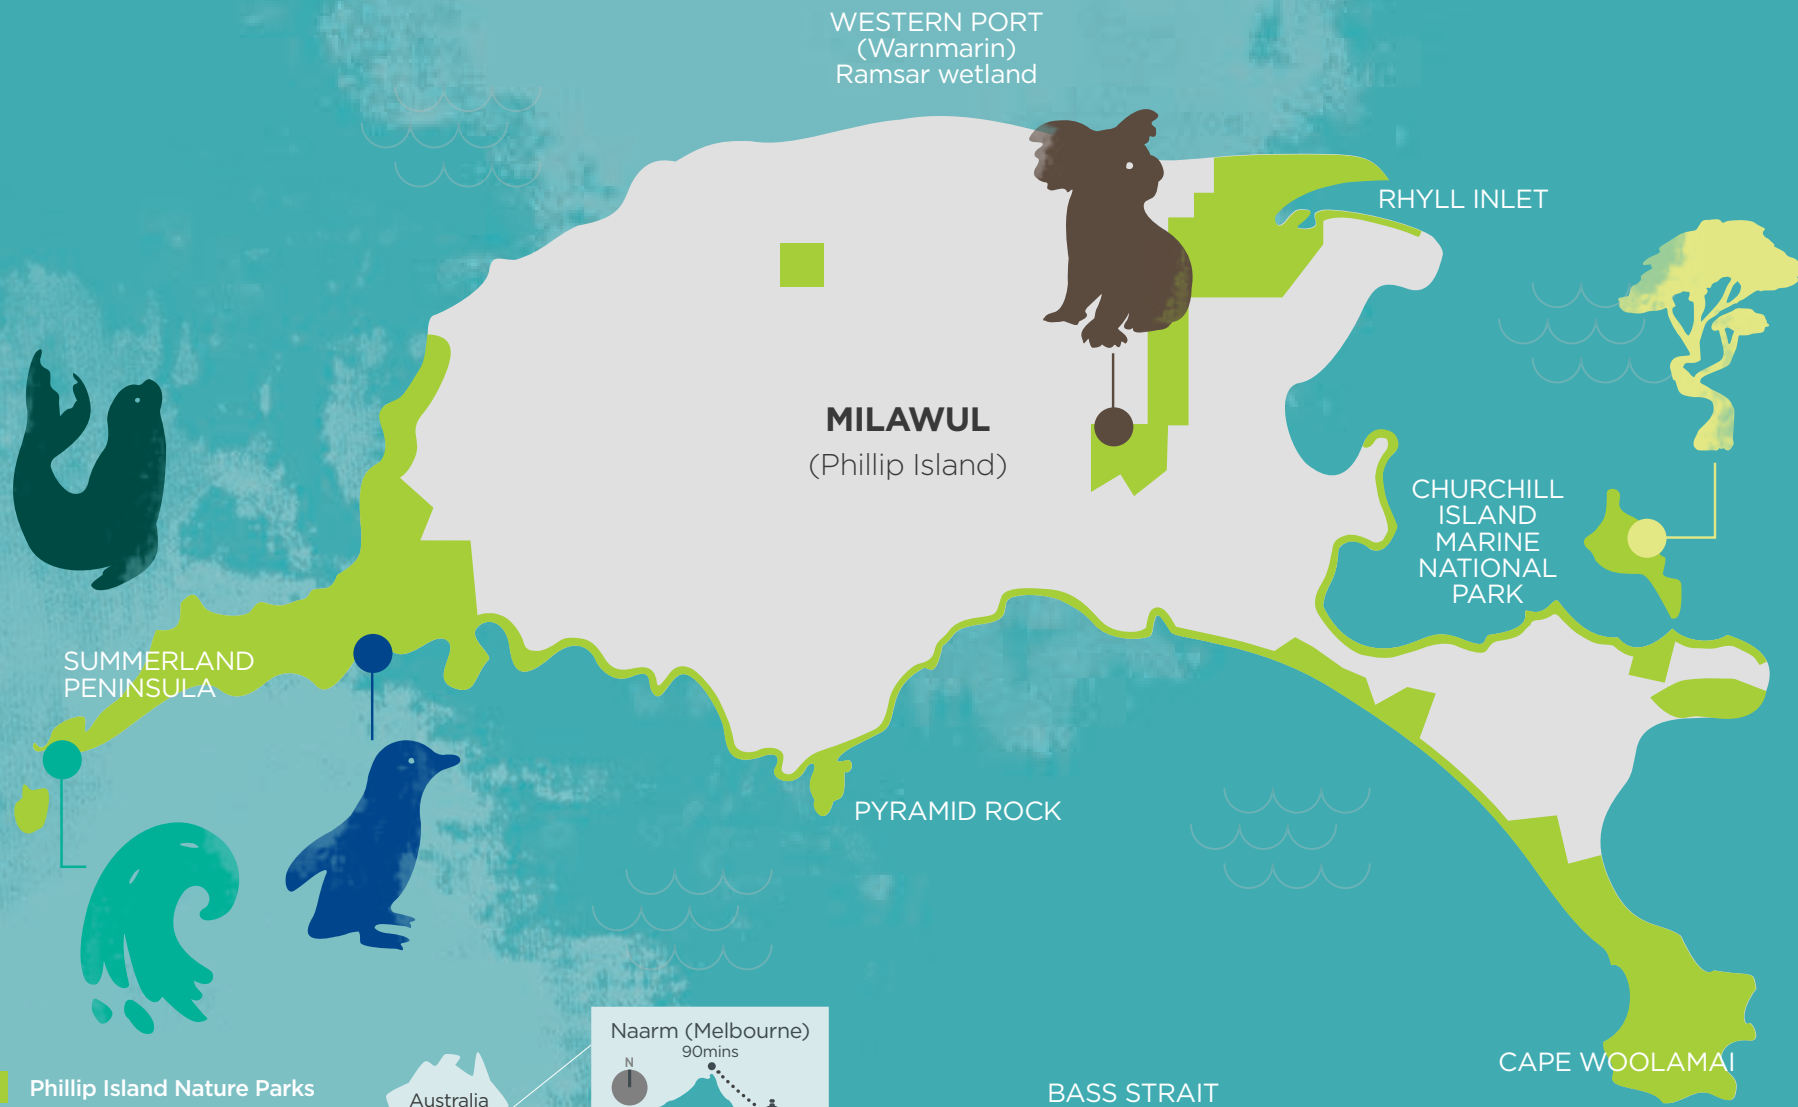 WESTERN PORT
(Warnmarin)
Ramsar wetland
RHYLL INLET
MILAWUL
(Phillip Island)
CHURCHILL
ISLAND
MARINE
NATIONAL
PARK
SUMMERLAND
PENINSULA
PYRAMID ROCK
Naarm (Melbourne)
90mins
N
CAPE WOOLAMAI
Phillip Island Nature Parks
Australia
BASS STRAIT